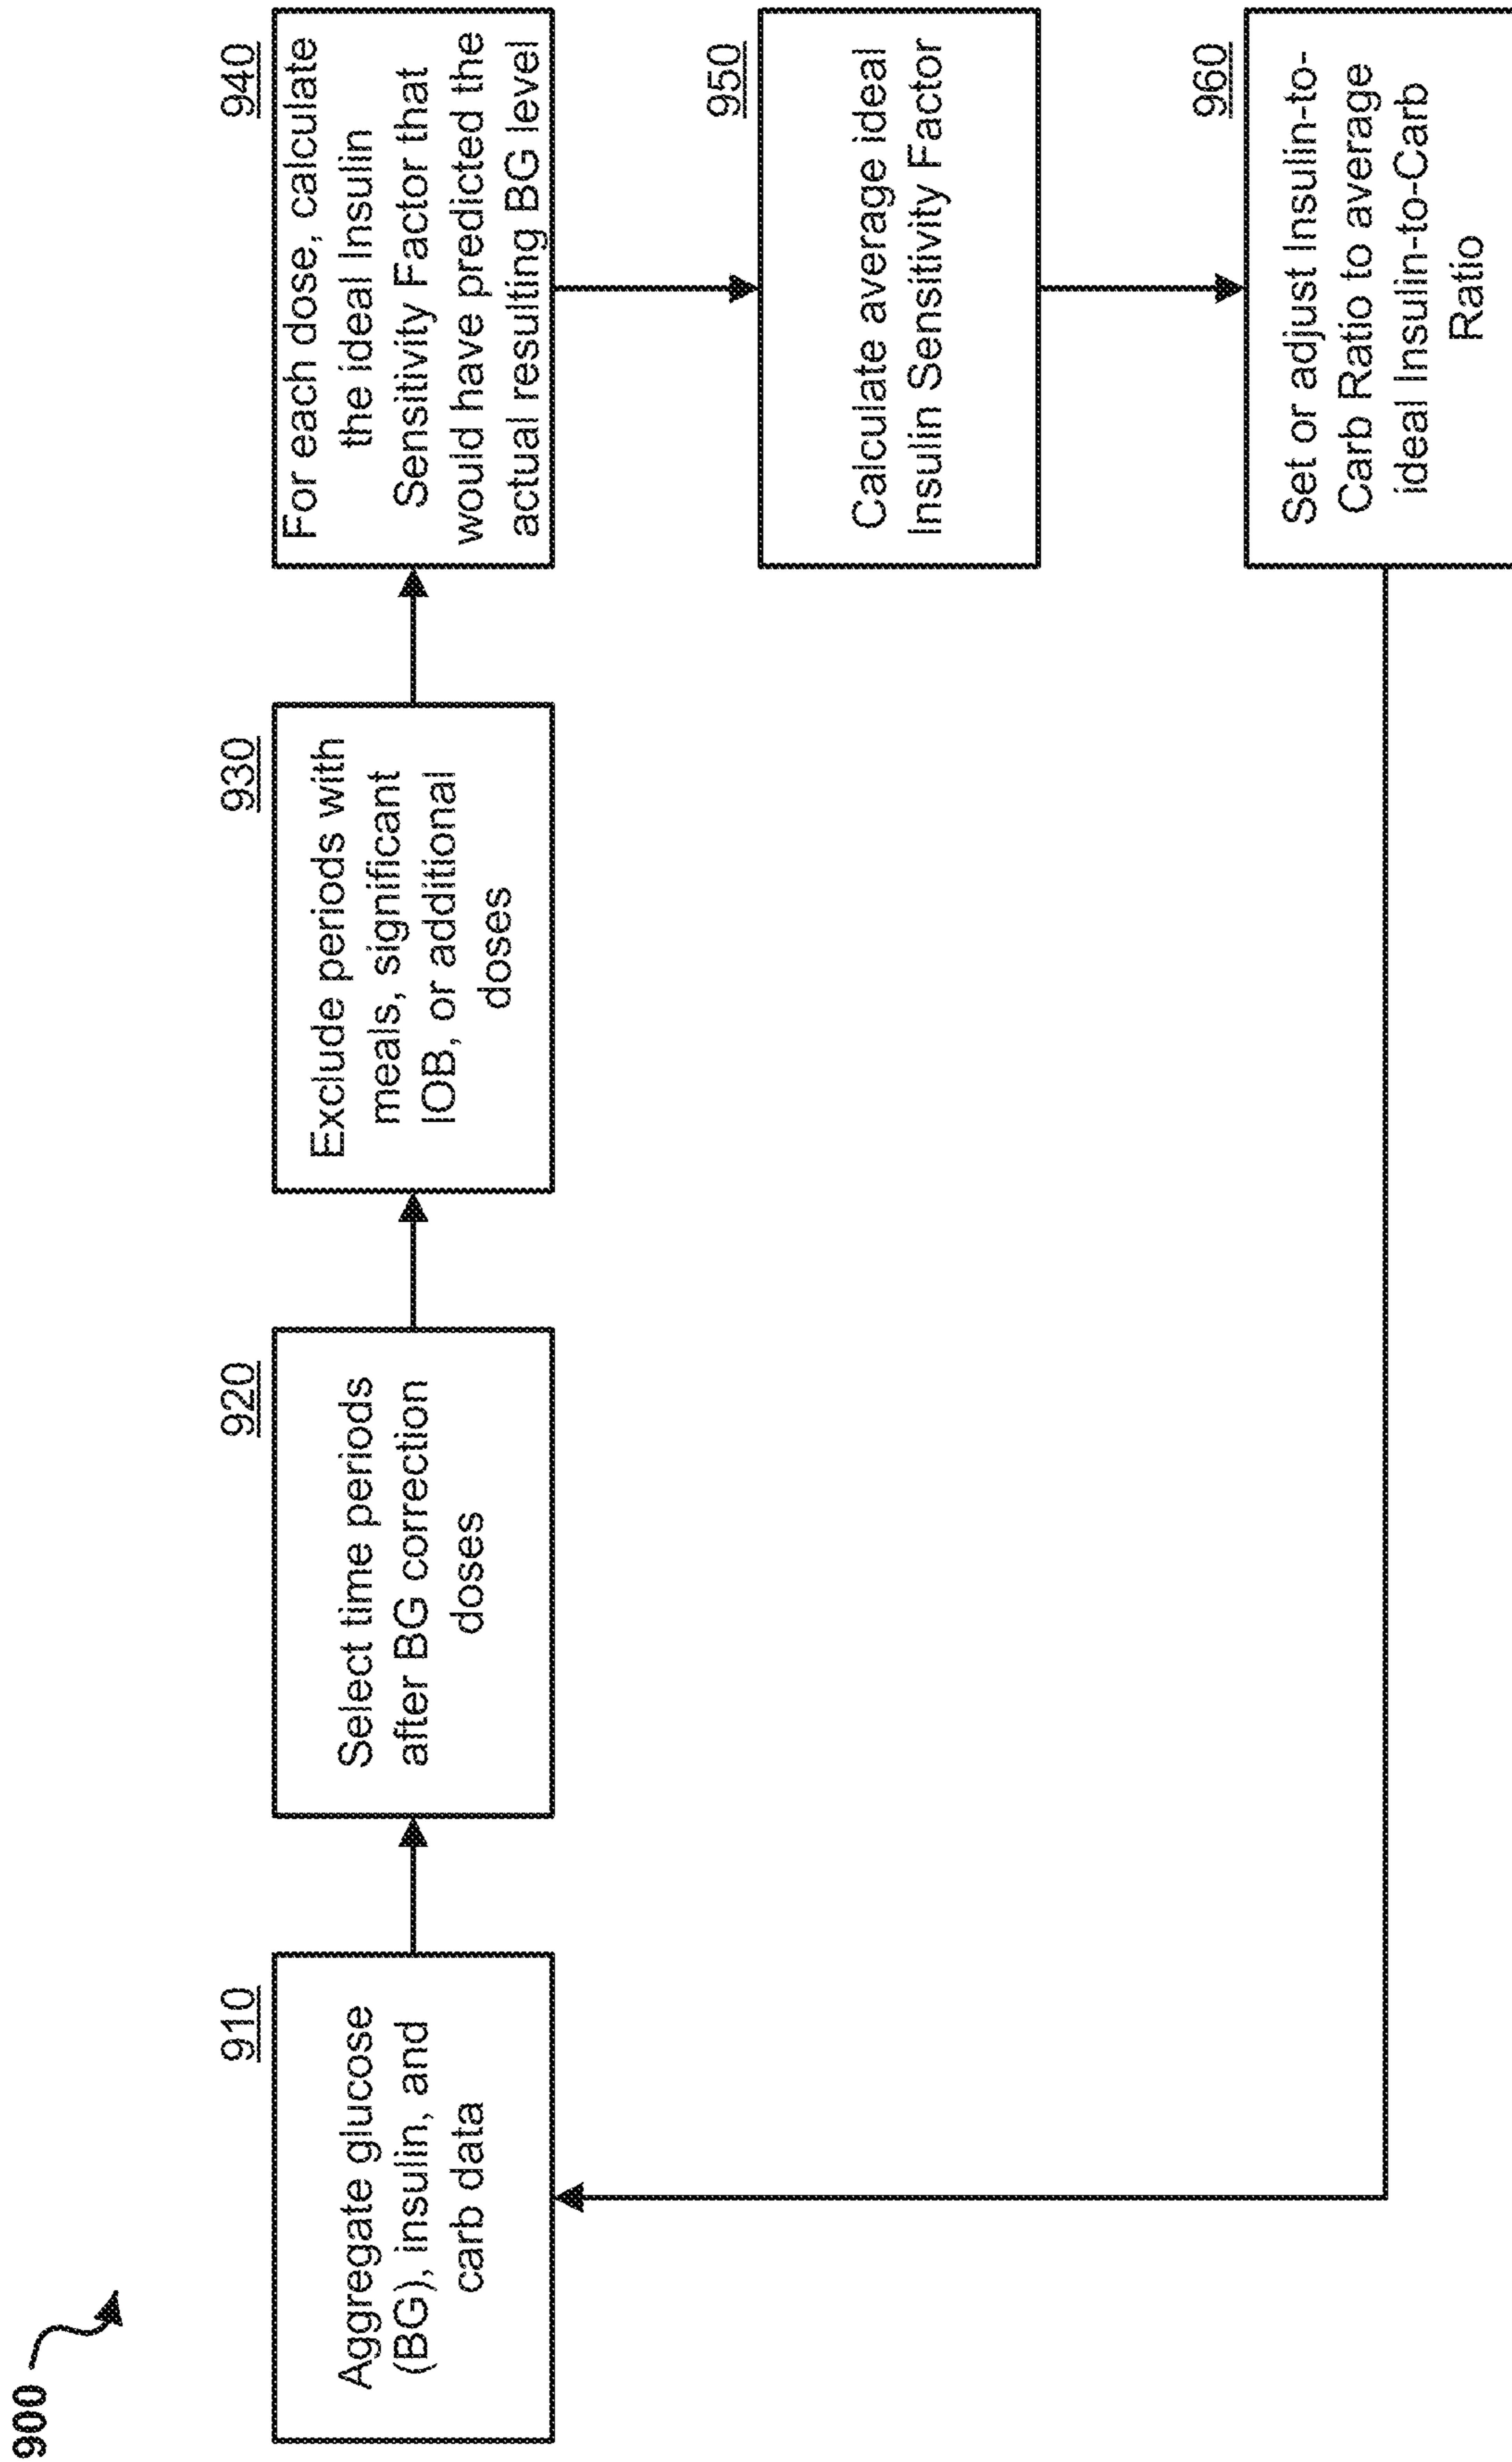 900
910
Aggregate glucose
(BG), insulin, and
carb data
920
Select time periods
after BG correction
doses
930
Exclude periods with
meals, significant
IOB, or additional
doses
940
For each dose, calculate
the ideal Insulin
Sensitivity Factor that
would have predicted the
actual resulting BG level
950
Calculate average ideal
Insulin Sensitivity Factor
960
Set or adjust Insulin-to-
Carb Ratio to average
ideal Insulin-to-Carb
Ratio